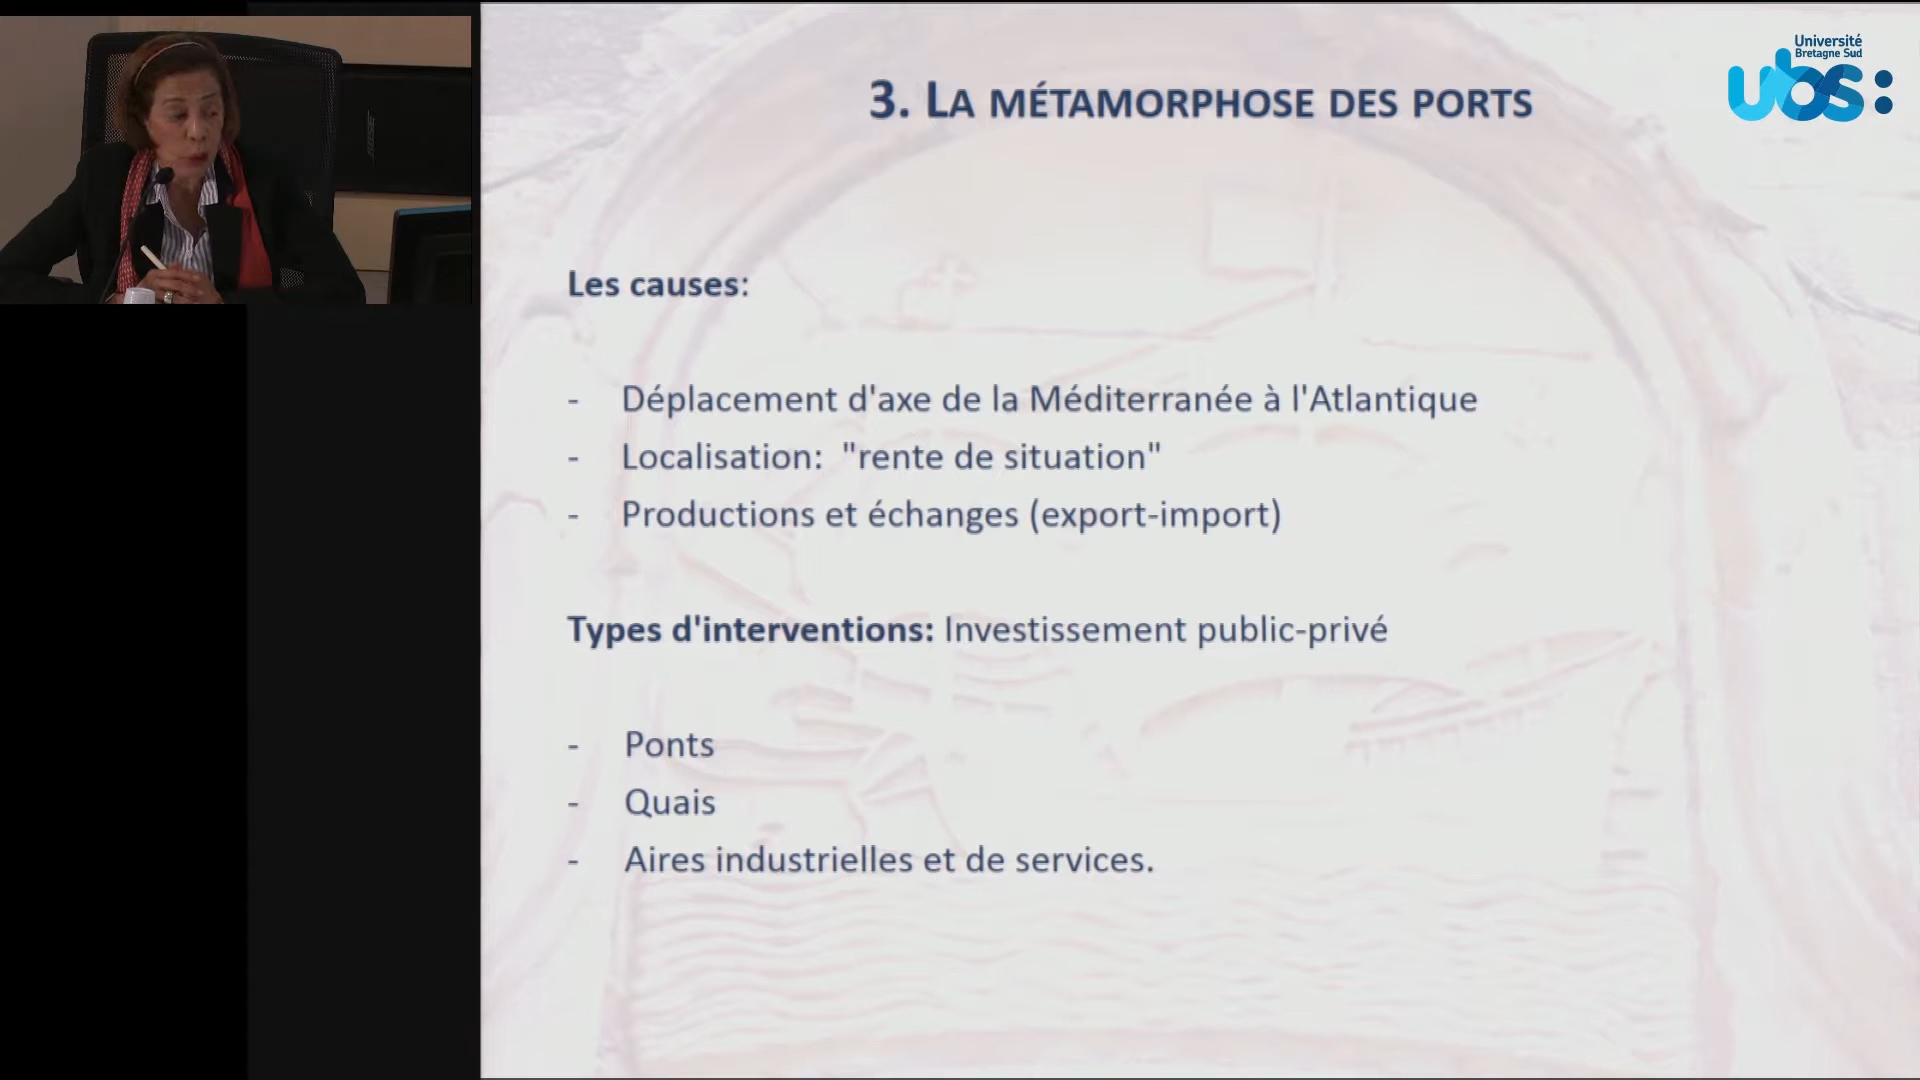 Université
Bretagne Sud
ubs:
3. La métamorphose des ports
Les causes:
- Déplacement d'axe de la Méditerranée à l'Atlantique
- Localisation: "rente de situation"
- Productions et échanges (export-import)
Types d'interventions: Investissement public-privé
- Ponts
- Quais
- Aires industrielles et de services.